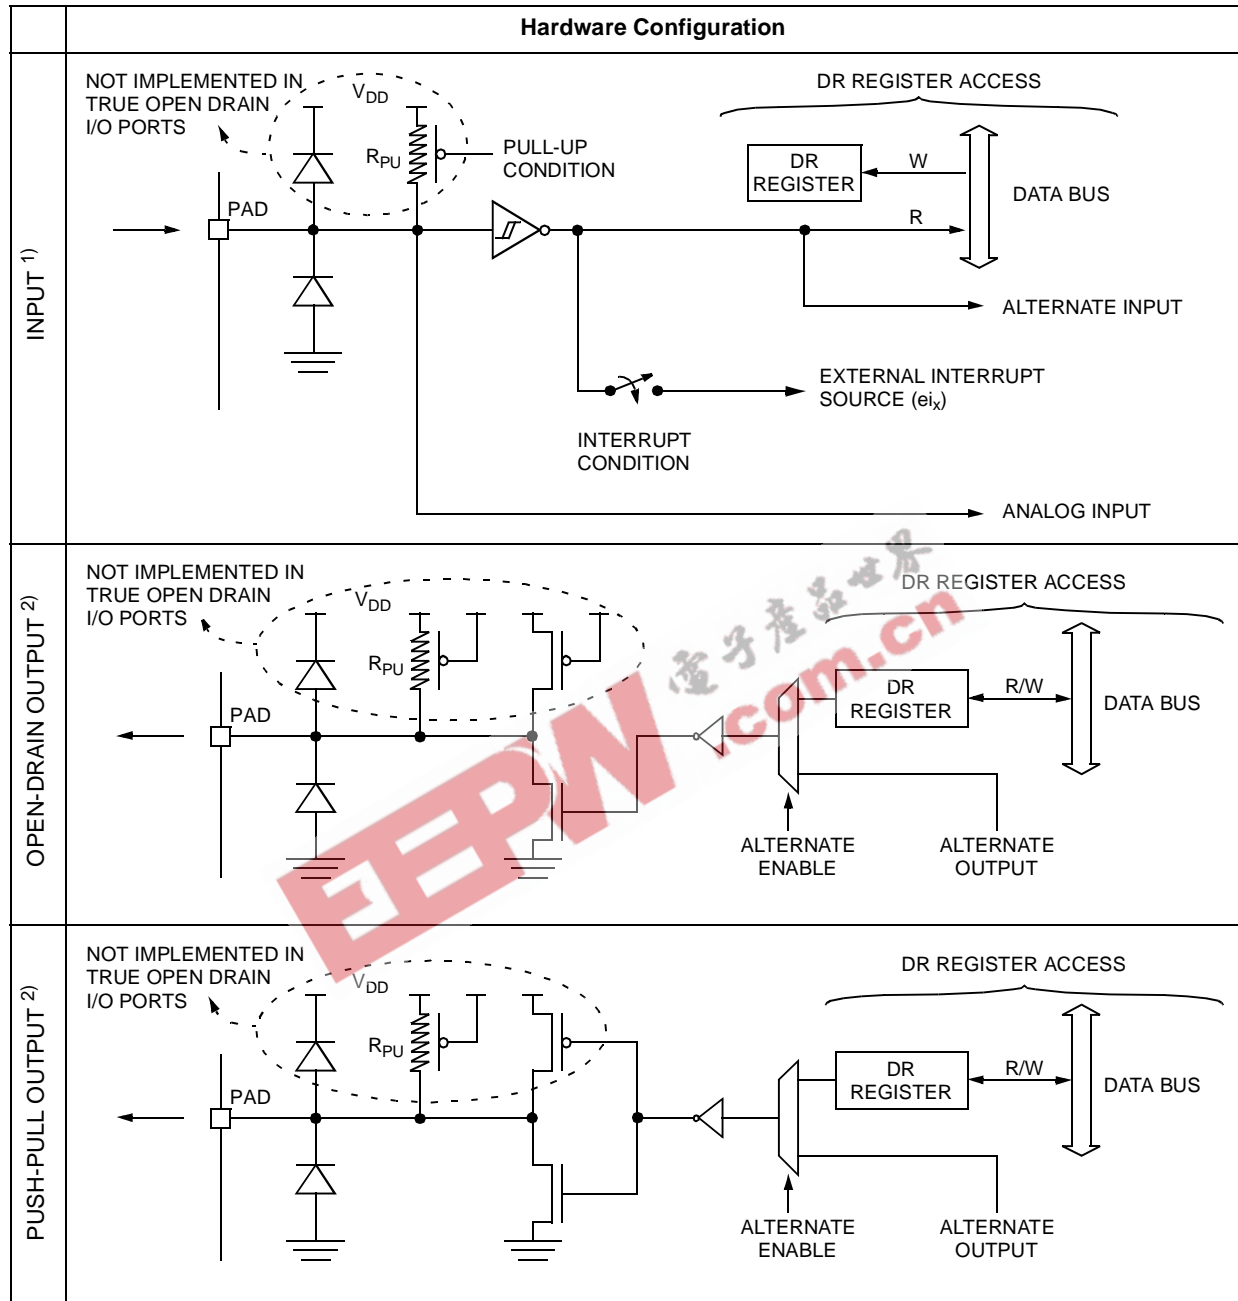 Hardware Configuration
INPUT 1)
NOT IMPLEMENTED IN
TRUE OPEN DRAIN
I/O PORTS
VDD
RPU
PULL-UP
CONDITION
PAD
DR REGISTER ACCESS
DR
REGISTER
W
R
DATA BUS
ALTERNATE INPUT
EXTERNAL INTERRUPT
SOURCE (eix)
INTERRUPT
CONDITION
ANALOG INPUT
OPEN-DRAIN OUTPUT 2)
NOT IMPLEMENTED IN
TRUE OPEN DRAIN
I/O PORTS
VDD
RPU
PAD
DR REGISTER ACCESS
DR
REGISTER
R/W
DATA BUS
ALTERNATE
ENABLE
ALTERNATE
OUTPUT
EEPW
.com.cn
電子產品世界
PUSH-PULL OUTPUT 2)
NOT IMPLEMENTED IN
TRUE OPEN DRAIN
I/O PORTS
VDD
RPU
PAD
DR REGISTER ACCESS
DR
REGISTER
R/W
DATA BUS
ALTERNATE
ENABLE
ALTERNATE
OUTPUT